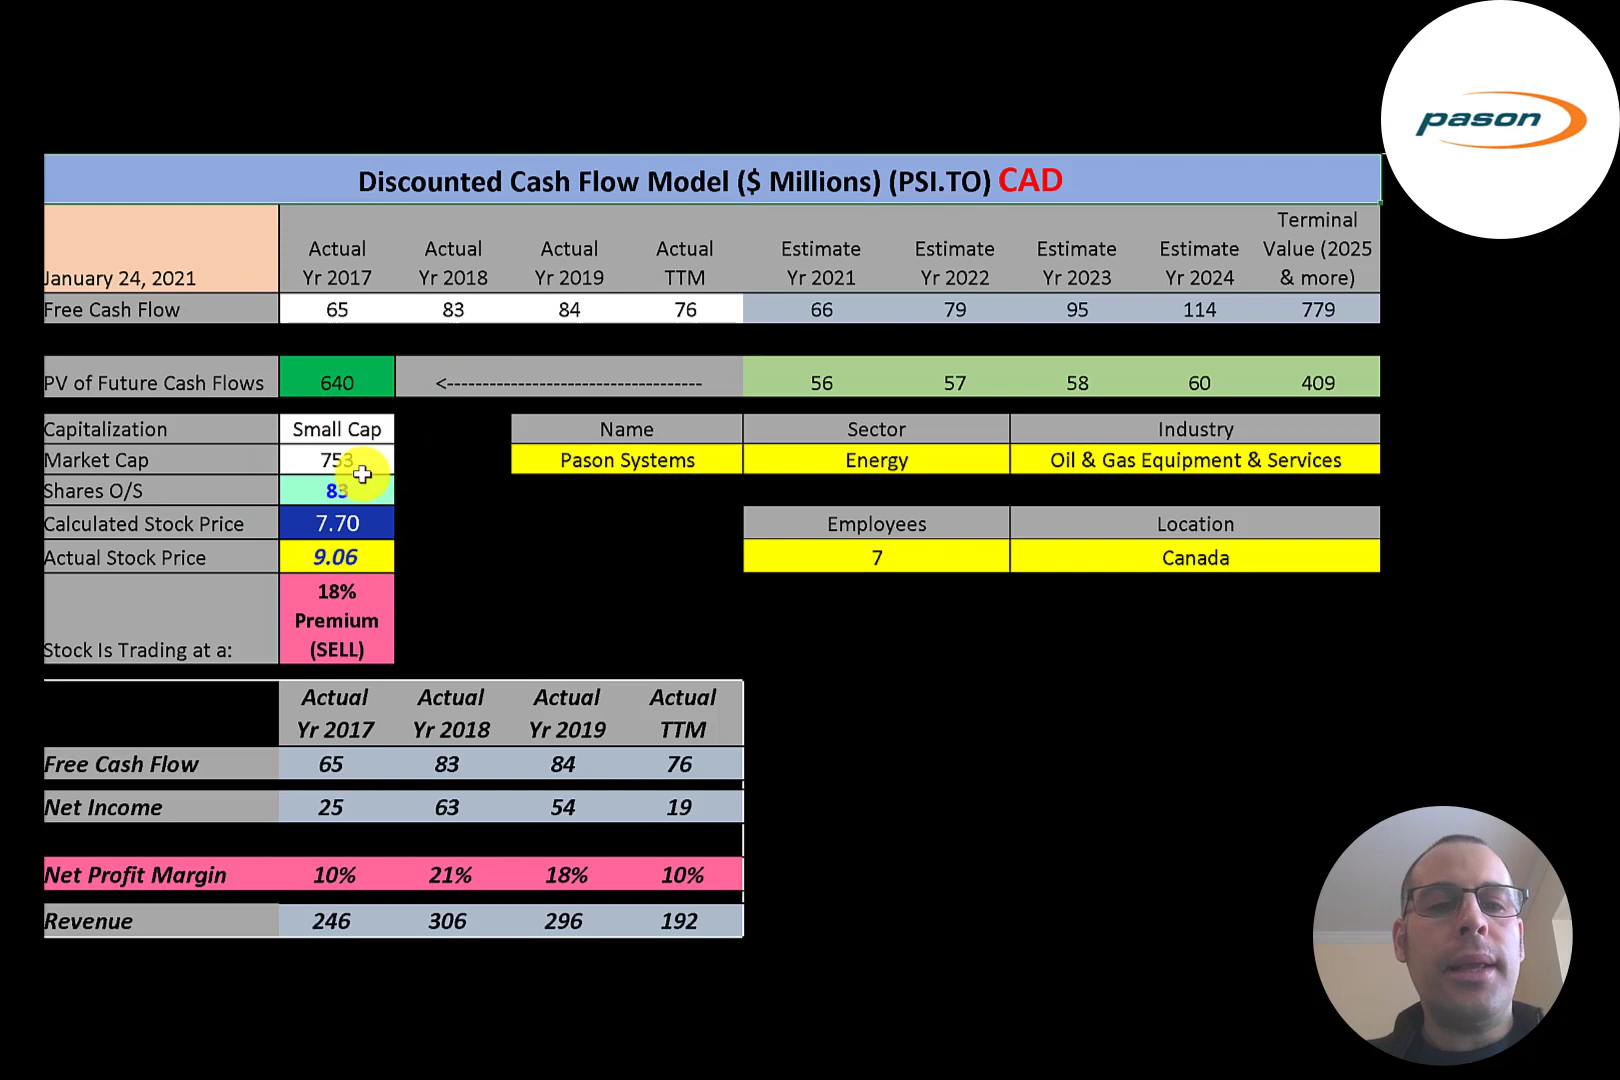 pason
Discounted Cash Flow Model ($ Millions) (PSI.TO) CAD
January 24, 2021 Actual Yr 2017 Actual Yr 2018 Actual Yr 2019 Actual TTM Estimate Yr 2021 Estimate Yr 2022 Estimate Yr 2023 Estimate Yr 2024 Terminal Value (2025 & more)
Free Cash Flow 65 83 84 76 66 79 95 114 779
PV of Future Cash Flows 640 <------------------------------------- 56 57 58 60 409
Capitalization Small Cap Name Sector Industry
Market Cap 753 Pason Systems Energy Oil & Gas Equipment & Services
Shares O/S 83
Calculated Stock Price 7.70 Employees Location
Actual Stock Price 9.06 7 Canada
Stock Is Trading at a: 18% Premium (SELL)
Actual Yr 2017 Actual Yr 2018 Actual Yr 2019 Actual TTM
Free Cash Flow 65 83 84 76
Net Income 25 63 54 19
Net Profit Margin 10% 21% 18% 10%
Revenue 246 306 296 192